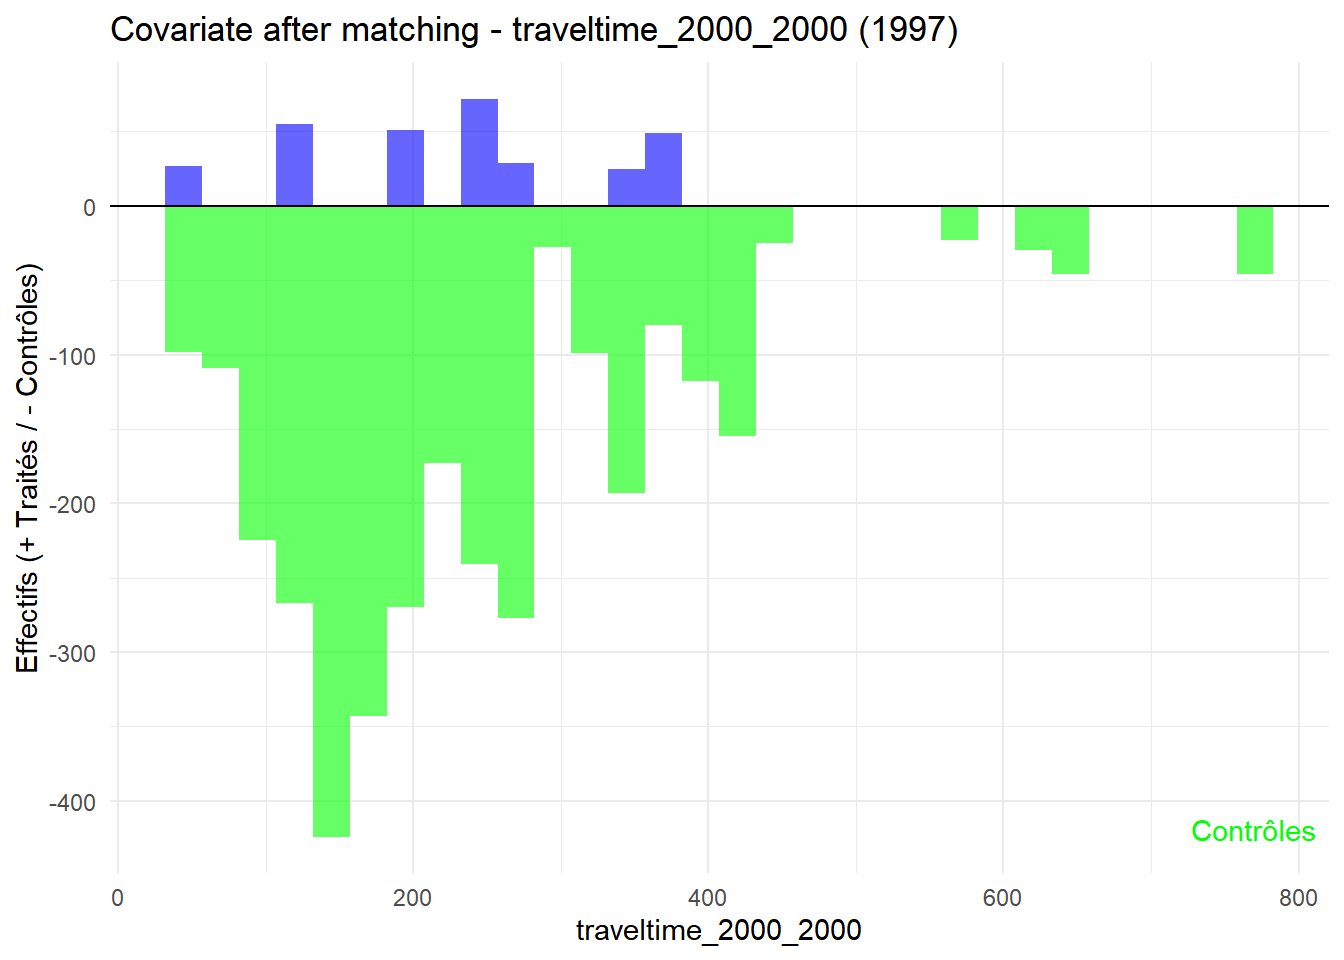 Covariate after matching - traveltime_2000_2000 (1997)
Effectifs (+ Traités / - Contrôles)
0
-100
-200
-300
-400
Contrôles
0
200
400
600
800
traveltime_2000_2000